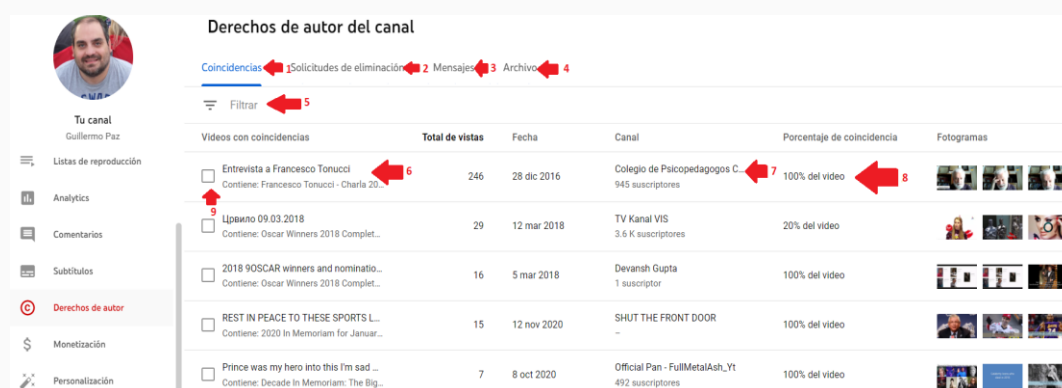 Derechos de autor del canal
Coincidencias 1 Solicitudes de eliminación 2 Mensajes 3 Archivo 4
Filtrar 5
Tu canal
Guillermo Paz
Listas de reproducción
Analytics
Comentarios
Subtítulos
Derechos de autor
Monetización
Personalización
Videos con coincidencias Total de vistas Fecha Canal Porcentaje de coincidencia Fotogramas
Entrevista a Francesco Tonucci 6 246 28 dic 2016 Colegio de Psicopedagogos C... 7 100% del video 8
Contiene: Francesco Tonucci - Charla 20... 945 suscriptores
9
Црвило 09.03.2018 29 12 mar 2018 TV Kanal VIS 20% del video
Contiene: Oscar Winners 2018 Complet... 3.6 K suscriptores
2018 9OSCAR winners and nominatio... 16 5 mar 2018 Devansh Gupta 100% del video
Contiene: Oscar Winners 2018 Complet... 1 suscriptor
REST IN PEACE TO THESE SPORTS L... 15 12 nov 2020 SHUT THE FRONT DOOR 100% del video
Contiene: 2020 In Memoriam for Januar... –
Prince was my hero into this I'm sad ... 7 8 oct 2020 Official Pan - FullMetalAsh_Yt 100% del video
Contiene: Decade In Memoriam: The Big... 492 suscriptores